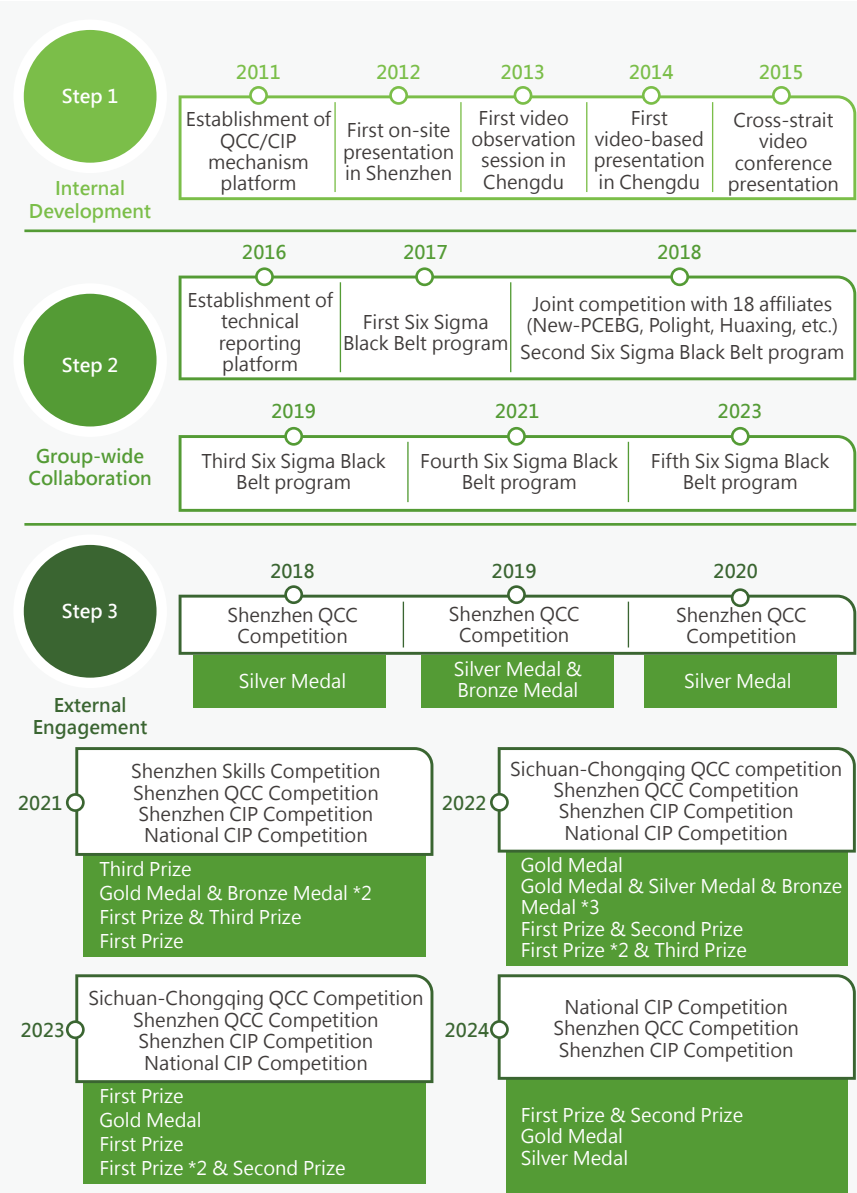 Step 1
Internal
Development
2011
Establishment of
QCC/CIP
mechanism
platform
2012
First on-site
presentation
in Shenzhen
2013
First video
observation
session in
Chengdu
2014
First
video-based
presentation
in Chengdu
2015
Cross-strait
video
conference
presentation
Step 2
Group-wide
Collaboration
2016
Establishment of
technical
reporting
platform
2017
First Six Sigma
Black Belt program
2018
Joint competition with 18 affiliates
(New-PCEBG, Polight, Huaxing, etc.)
Second Six Sigma Black Belt program
2019
Third Six Sigma Black
Belt program
2021
Fourth Six Sigma Black
Belt program
2023
Fifth Six Sigma Black
Belt program
Step 3
External
Engagement
2018
Shenzhen QCC
Competition
Silver Medal
2019
Shenzhen QCC
Competition
Silver Medal &
Bronze Medal
2020
Shenzhen QCC
Competition
Silver Medal
2021
Shenzhen Skills Competition
Shenzhen QCC Competition
Shenzhen CIP Competition
National CIP Competition
Third Prize
Gold Medal & Bronze Medal *2
First Prize & Third Prize
First Prize
2022
Sichuan-Chongqing QCC competition
Shenzhen QCC Competition
Shenzhen CIP Competition
National CIP Competition
Gold Medal
Gold Medal & Silver Medal & Bronze
Medal *3
First Prize & Second Prize
First Prize *2 & Third Prize
2023
Sichuan-Chongqing QCC Competition
Shenzhen QCC Competition
Shenzhen CIP Competition
National CIP Competition
First Prize
Gold Medal
First Prize
First Prize *2 & Second Prize
2024
National CIP Competition
Shenzhen QCC Competition
Shenzhen CIP Competition
First Prize & Second Prize
Gold Medal
Silver Medal